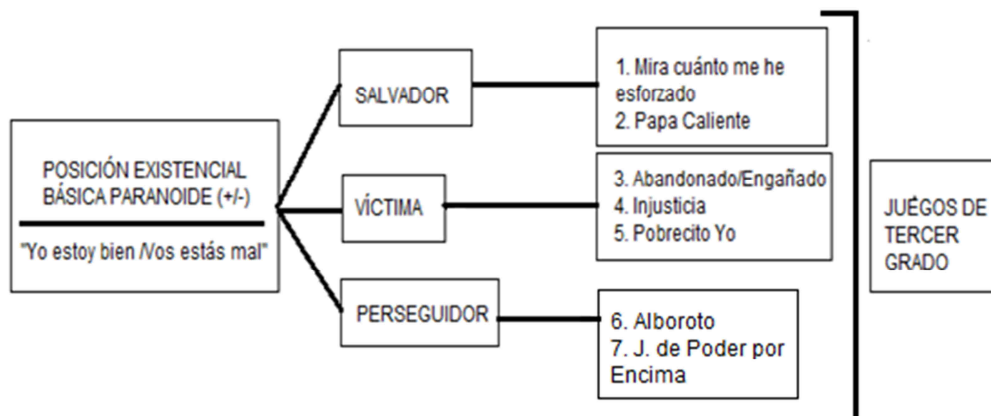 POSICIÓN EXISTENCIAL
BÁSICA PARANOIDE (+/-)
"Yo estoy bien /Vos estás mal"
SALVADOR
1. Mira cuánto me he
esforzado
2. Papa Caliente
VÍCTIMA
3. Abandonado/Engañado
4. Injusticia
5. Pobrecito Yo
PERSEGUIDOR
6. Alboroto
7. J. de Poder por
Encima
JUÉGOS DE
TERCER
GRADO